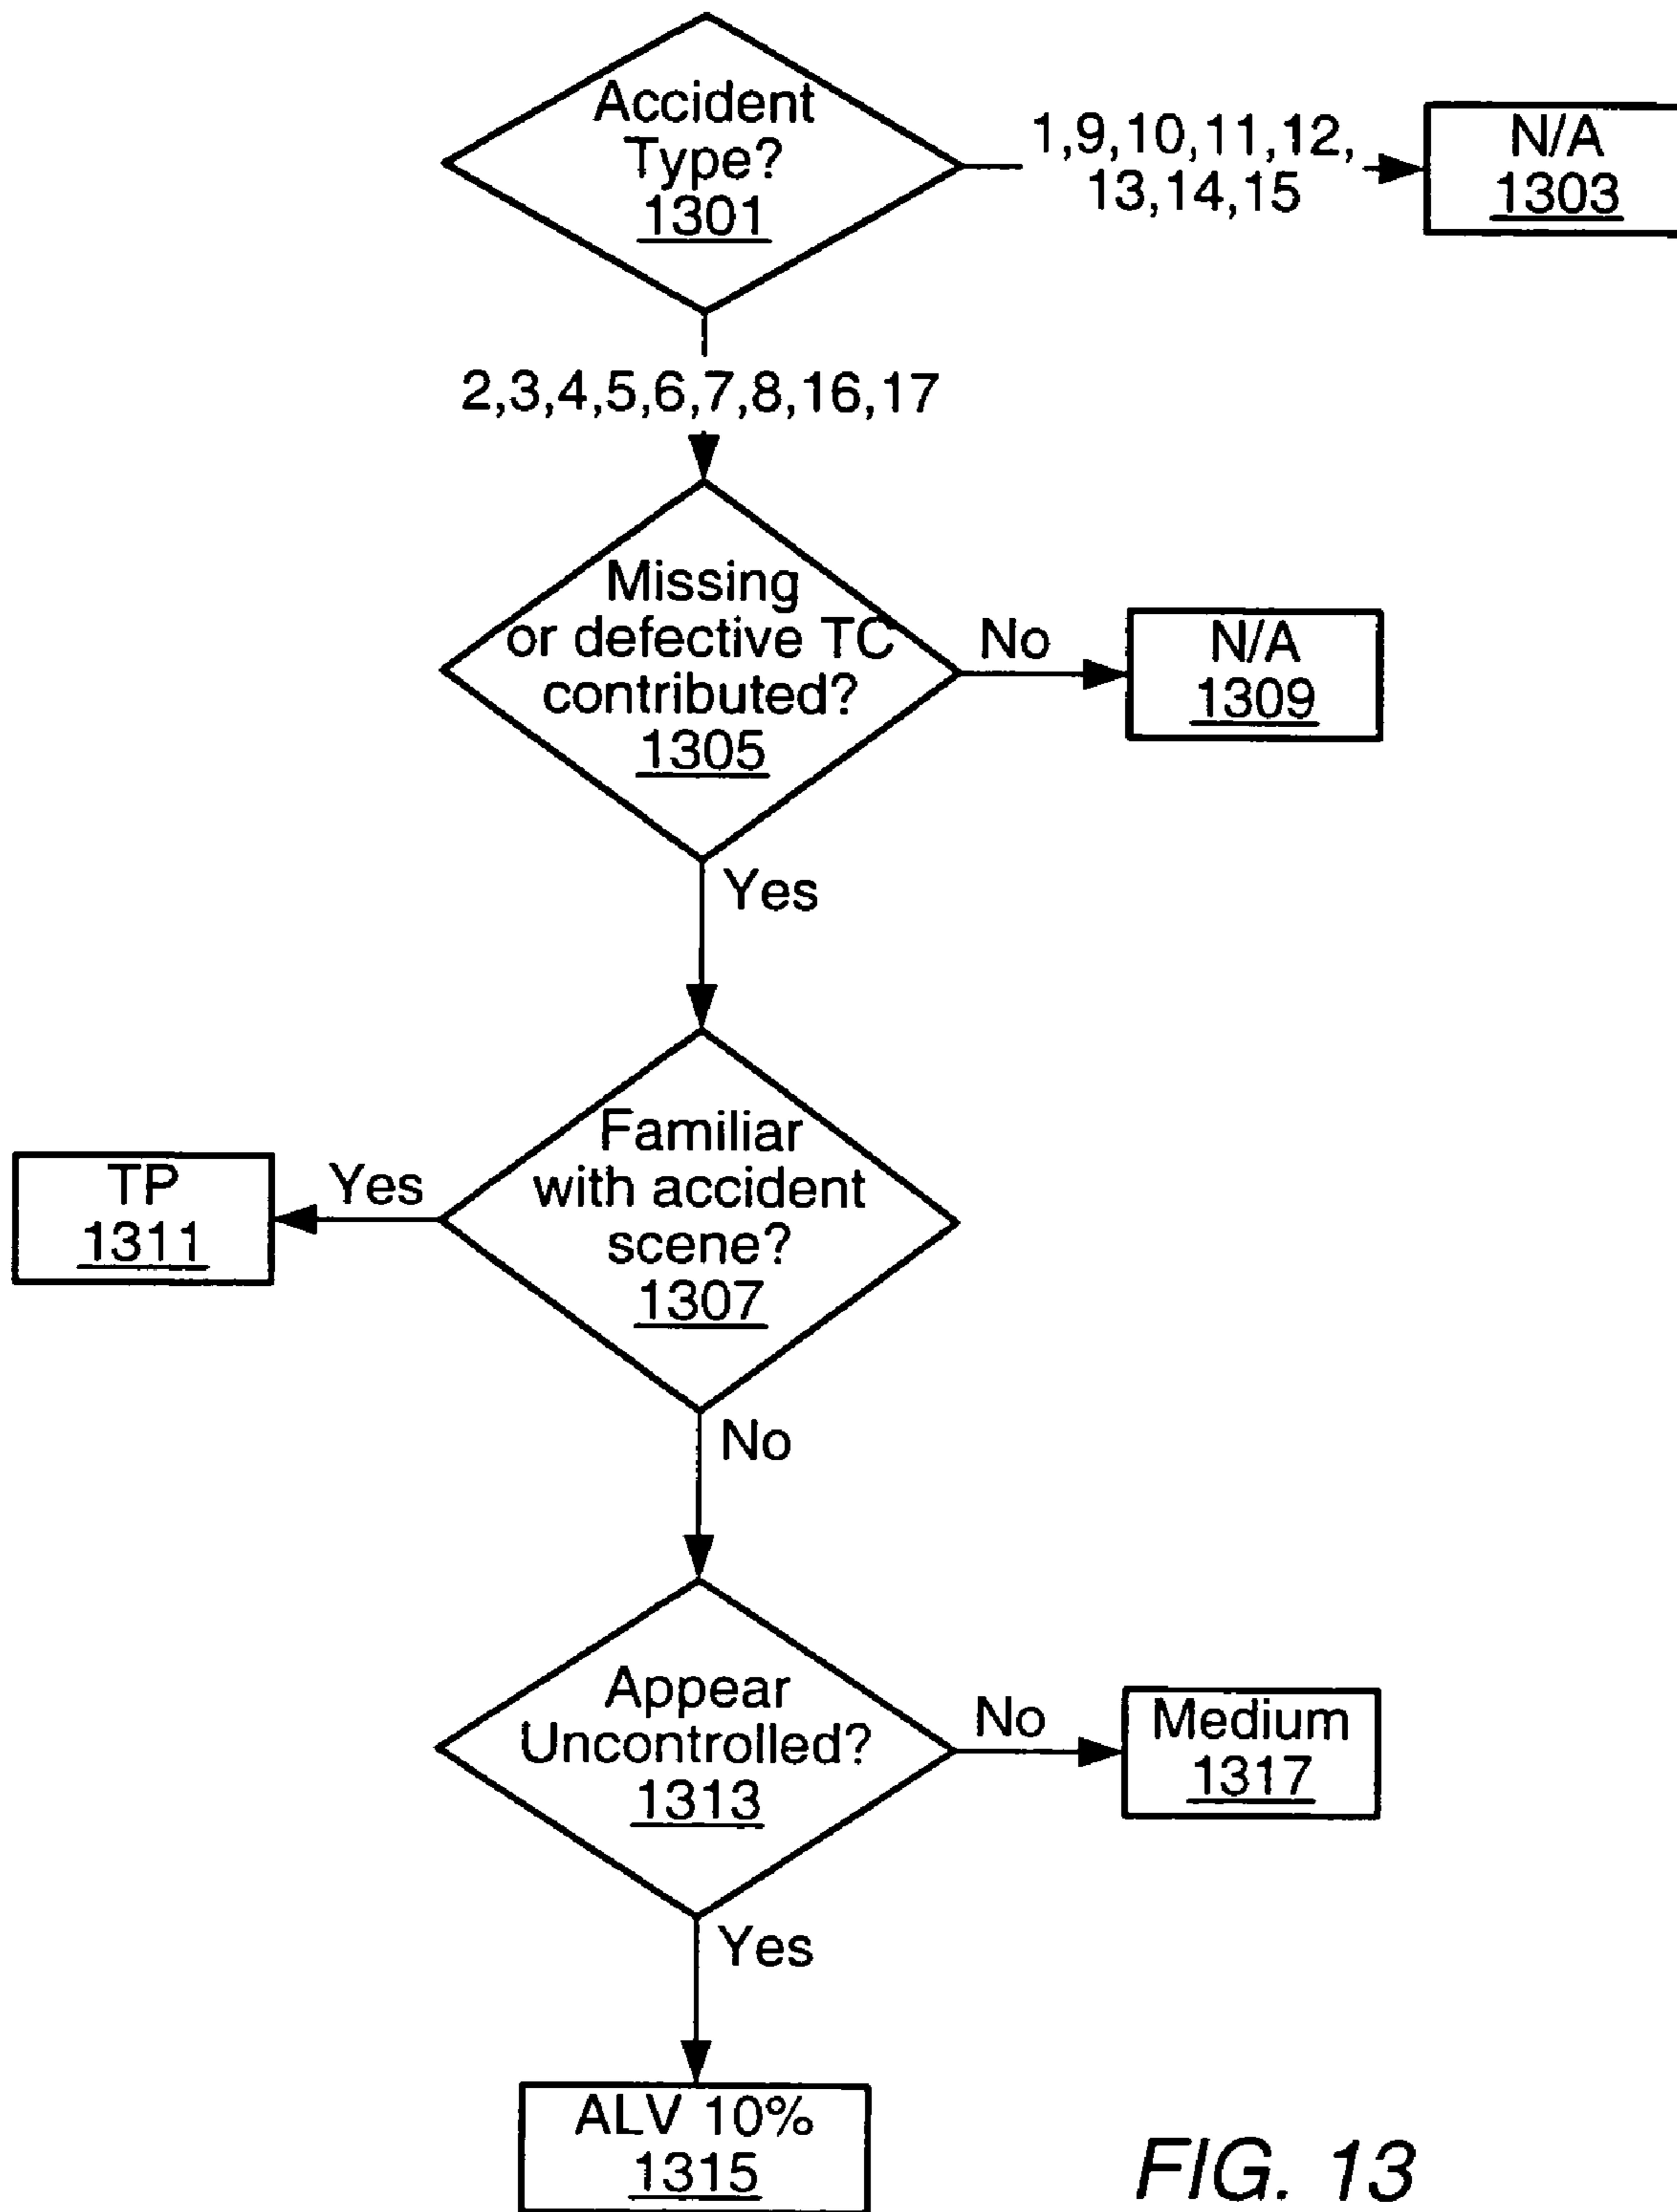 Accident
Type?
1301
1,9,10,11,12,
13,14,15
N/A
1303
2,3,4,5,6,7,8,16,17
Missing
or defective TC
contributed?
1305
No
N/A
1309
Yes
Familiar
with accident
scene?
1307
Yes
TP
1311
No
Appear
Uncontrolled?
1313
No
Medium
1317
Yes
ALV 10%
1315
FIG. 13